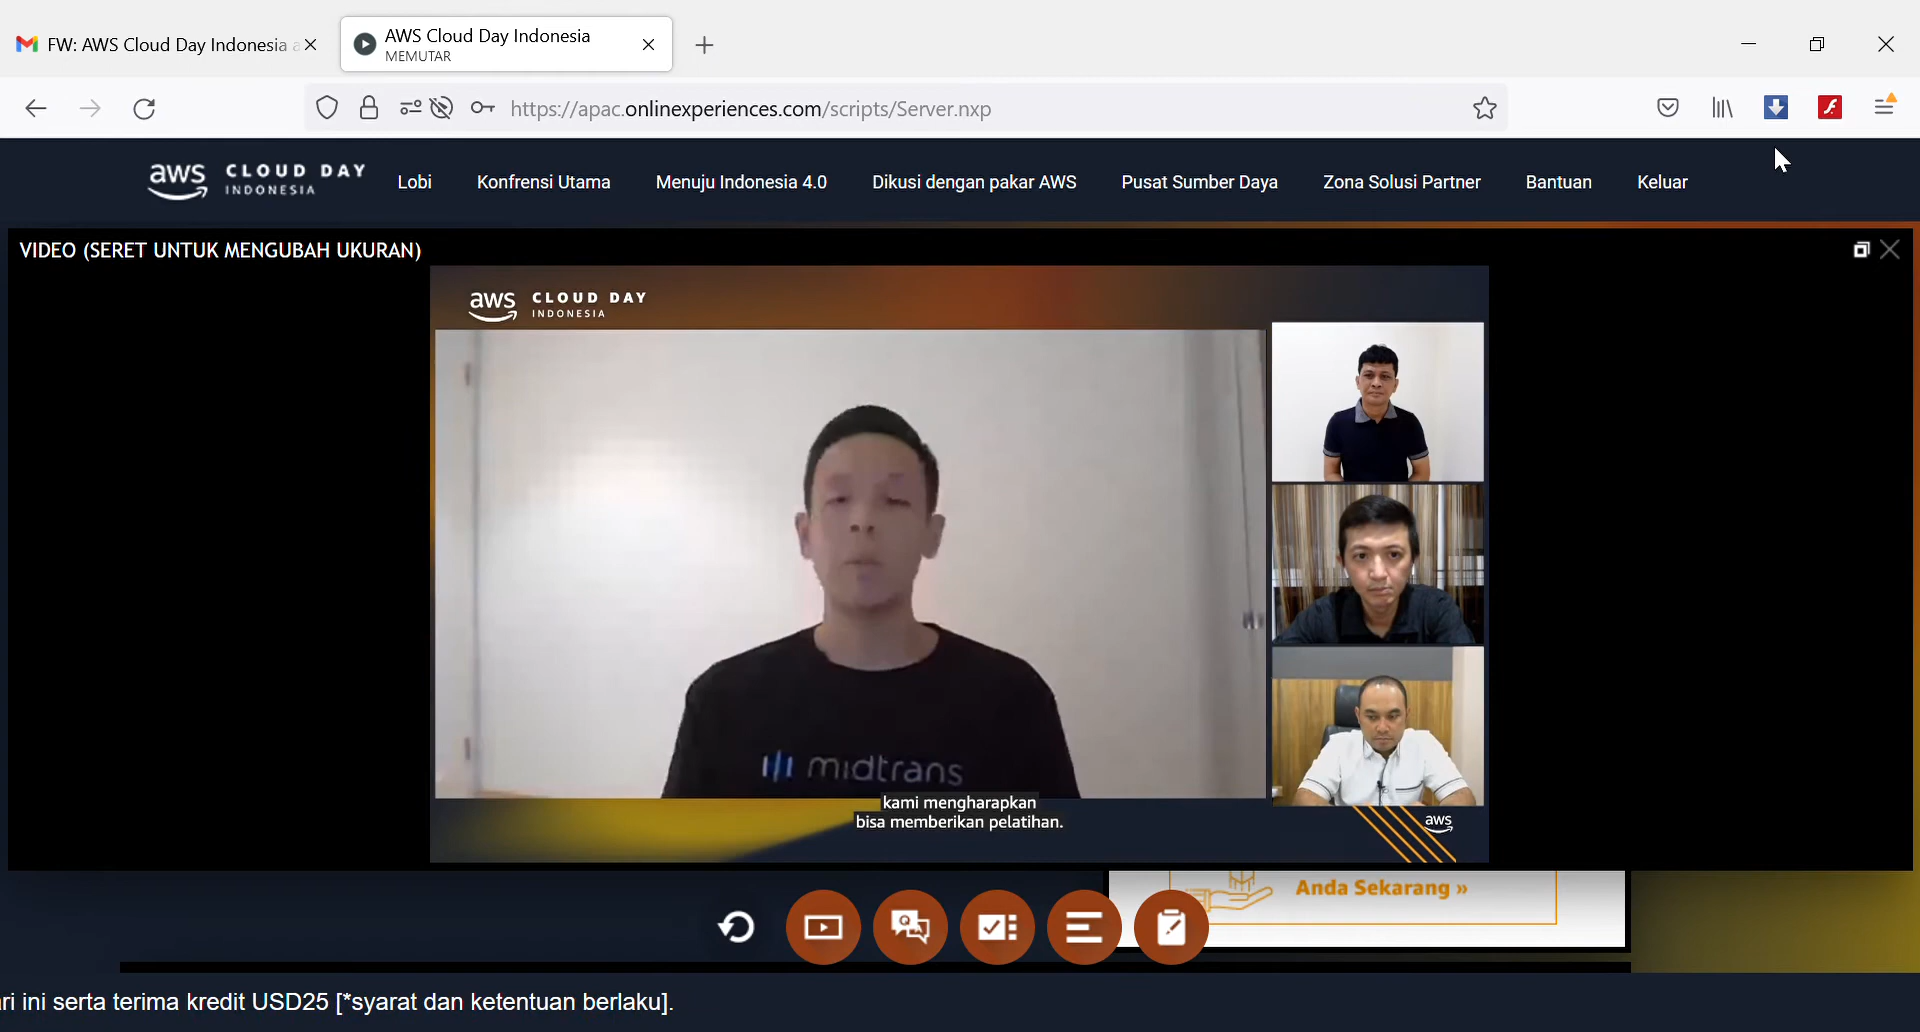 FW: AWS Cloud Day Indonesia a
AWS Cloud Day Indonesia
MEMUTAR
https://apac.onlinexperiences.com/scripts/Server.nxp
aws CLOUD DAY
INDONESIA
Lobi
Konfrensi Utama
Menuju Indonesia 4.0
Dikusi dengan pakar AWS
Pusat Sumber Daya
Zona Solusi Partner
Bantuan
Keluar
VIDEO (SERET UNTUK MENGUBAH UKURAN)
aws CLOUD DAY
INDONESIA
midtrans
kami mengharapkan
bisa memberikan pelatihan.
aws
Anda Sekarang »
ri ini serta terima kredit USD25 [*syarat dan ketentuan berlaku].